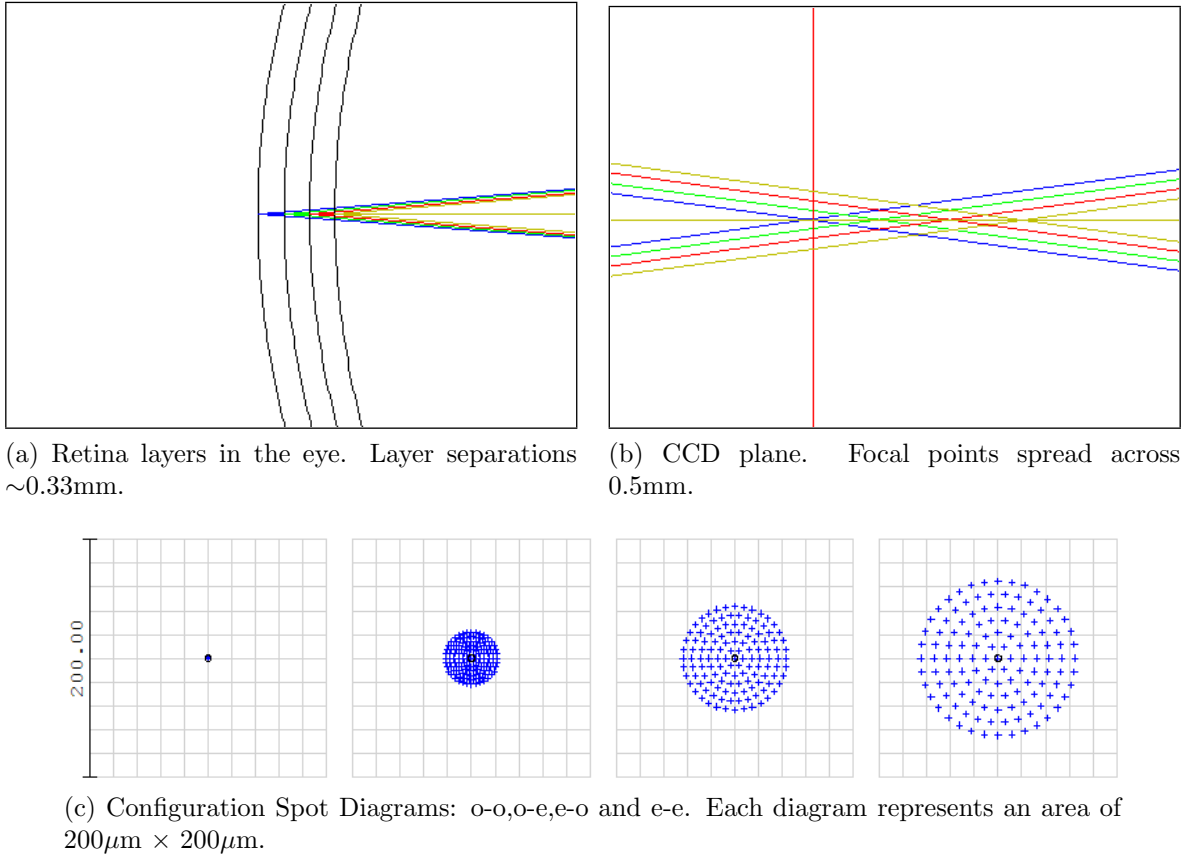 (a) Retina layers in the eye. Layer separations
∼0.33mm.
(b) CCD plane. Focal points spread across
0.5mm.
200.00
(c) Configuration Spot Diagrams: o-o,o-e,e-o and e-e. Each diagram represents an area of
200μm × 200μm.